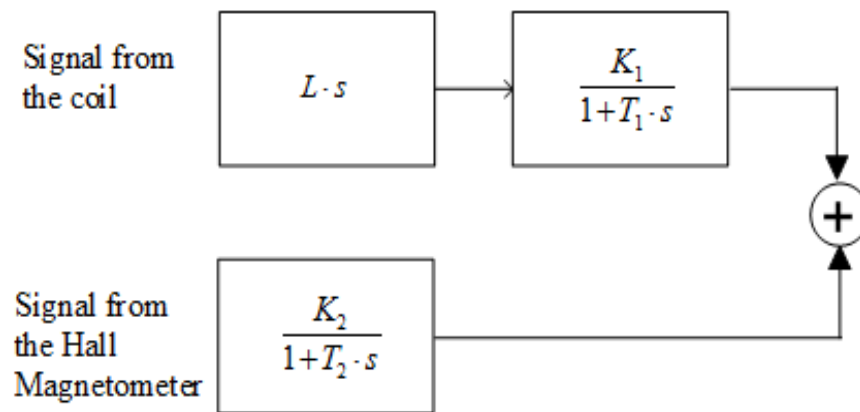 Signal from
the coil
L · s
K₁
1+T₁ · s
+
Signal from
the Hall
Magnetometer
K₂
1+T₂ · s